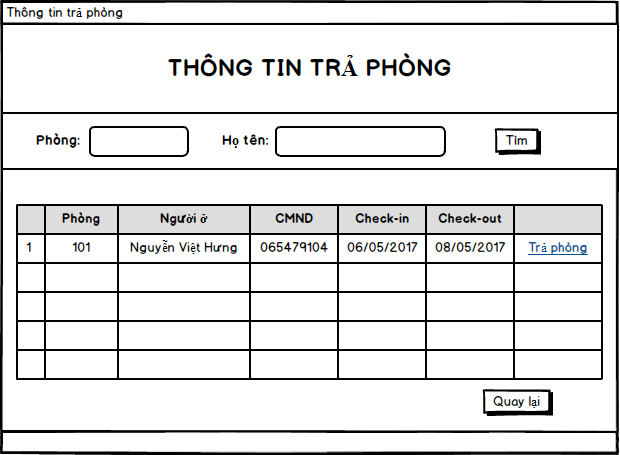 Thông tin trả phòng
THÔNG TIN TRẢ PHÒNG
Phòng: Họ tên: Tìm
Phòng Người ở CMND Check-in Check-out
1 101 Nguyễn Việt Hưng 065479104 06/05/2017 08/05/2017 Trả phòng
Quay lại